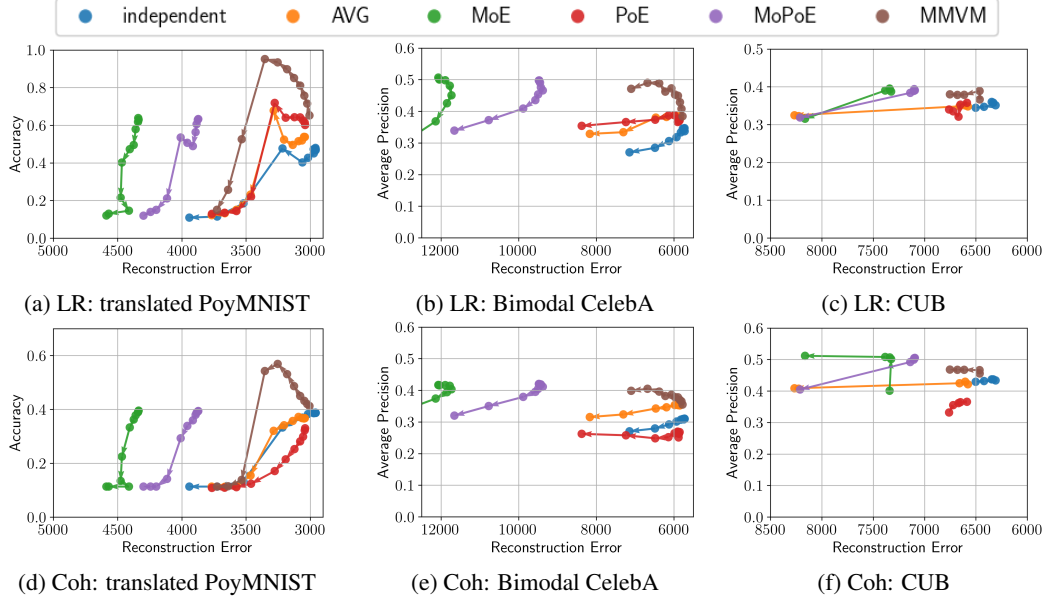 independent AVG MoE PoE MoPoE MMVM
1.0
0.8
0.6
0.4
0.2
0.0
Accuracy
5000 4500 4000 3500 3000
Reconstruction Error
(a) LR: translated PoyMNIST
0.6
0.5
0.4
0.3
0.2
0.1
0.0
Average Precision
12000 10000 8000 6000
Reconstruction Error
(b) LR: Bimodal CelebA
0.5
0.4
0.3
0.2
0.1
0.0
Average Precision
8500 8000 7500 7000 6500 6000
Reconstruction Error
(c) LR: CUB
0.6
0.4
0.2
0.0
Accuracy
5000 4500 4000 3500 3000
Reconstruction Error
(d) Coh: translated PoyMNIST
0.6
0.5
0.4
0.3
0.2
0.1
0.0
Average Precision
12000 10000 8000 6000
Reconstruction Error
(e) Coh: Bimodal CelebA
0.6
0.5
0.4
0.3
0.2
0.1
0.0
Average Precision
8500 8000 7500 7000 6500 6000
Reconstruction Error
(f) Coh: CUB